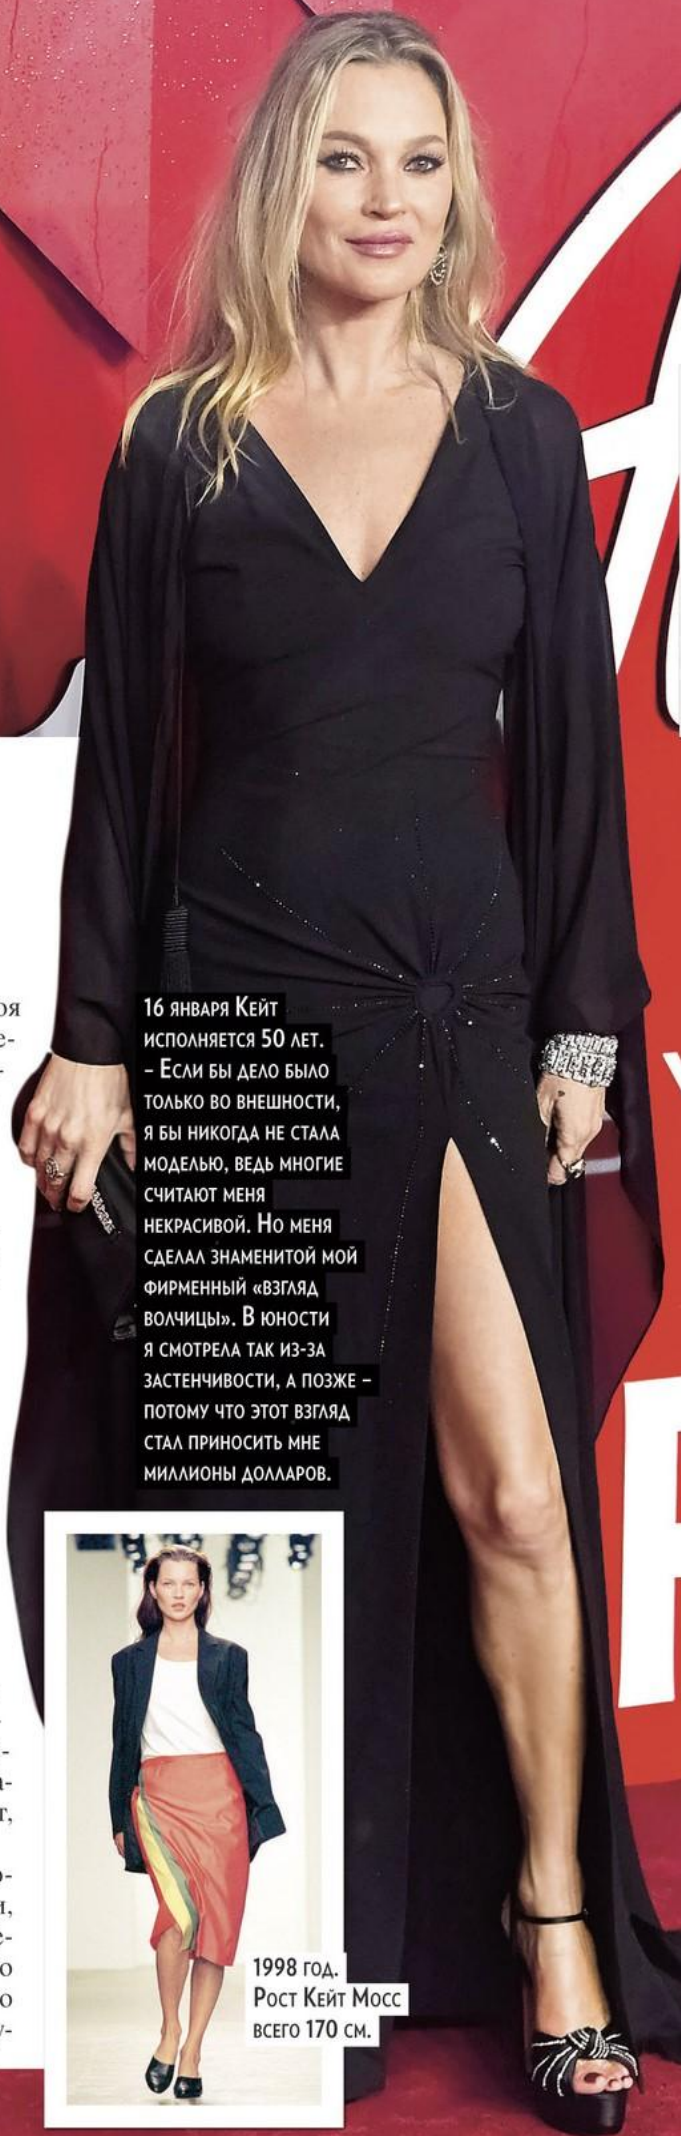 16 января Кейт
исполняется 50 лет.
– Если бы дело было
только во внешности,
я бы никогда не стала
моделью, ведь многие
считают меня
некрасивой. Но меня
сделал знаменитой мой
фирменный «взгляд
волчицы». В юности
я смотрела так из-за
застенчивости, а позже –
потому что этот взгляд
стал приносить мне
миллионы долларов.
1998 год.
Рост Кейт Мосс
всего 170 см.